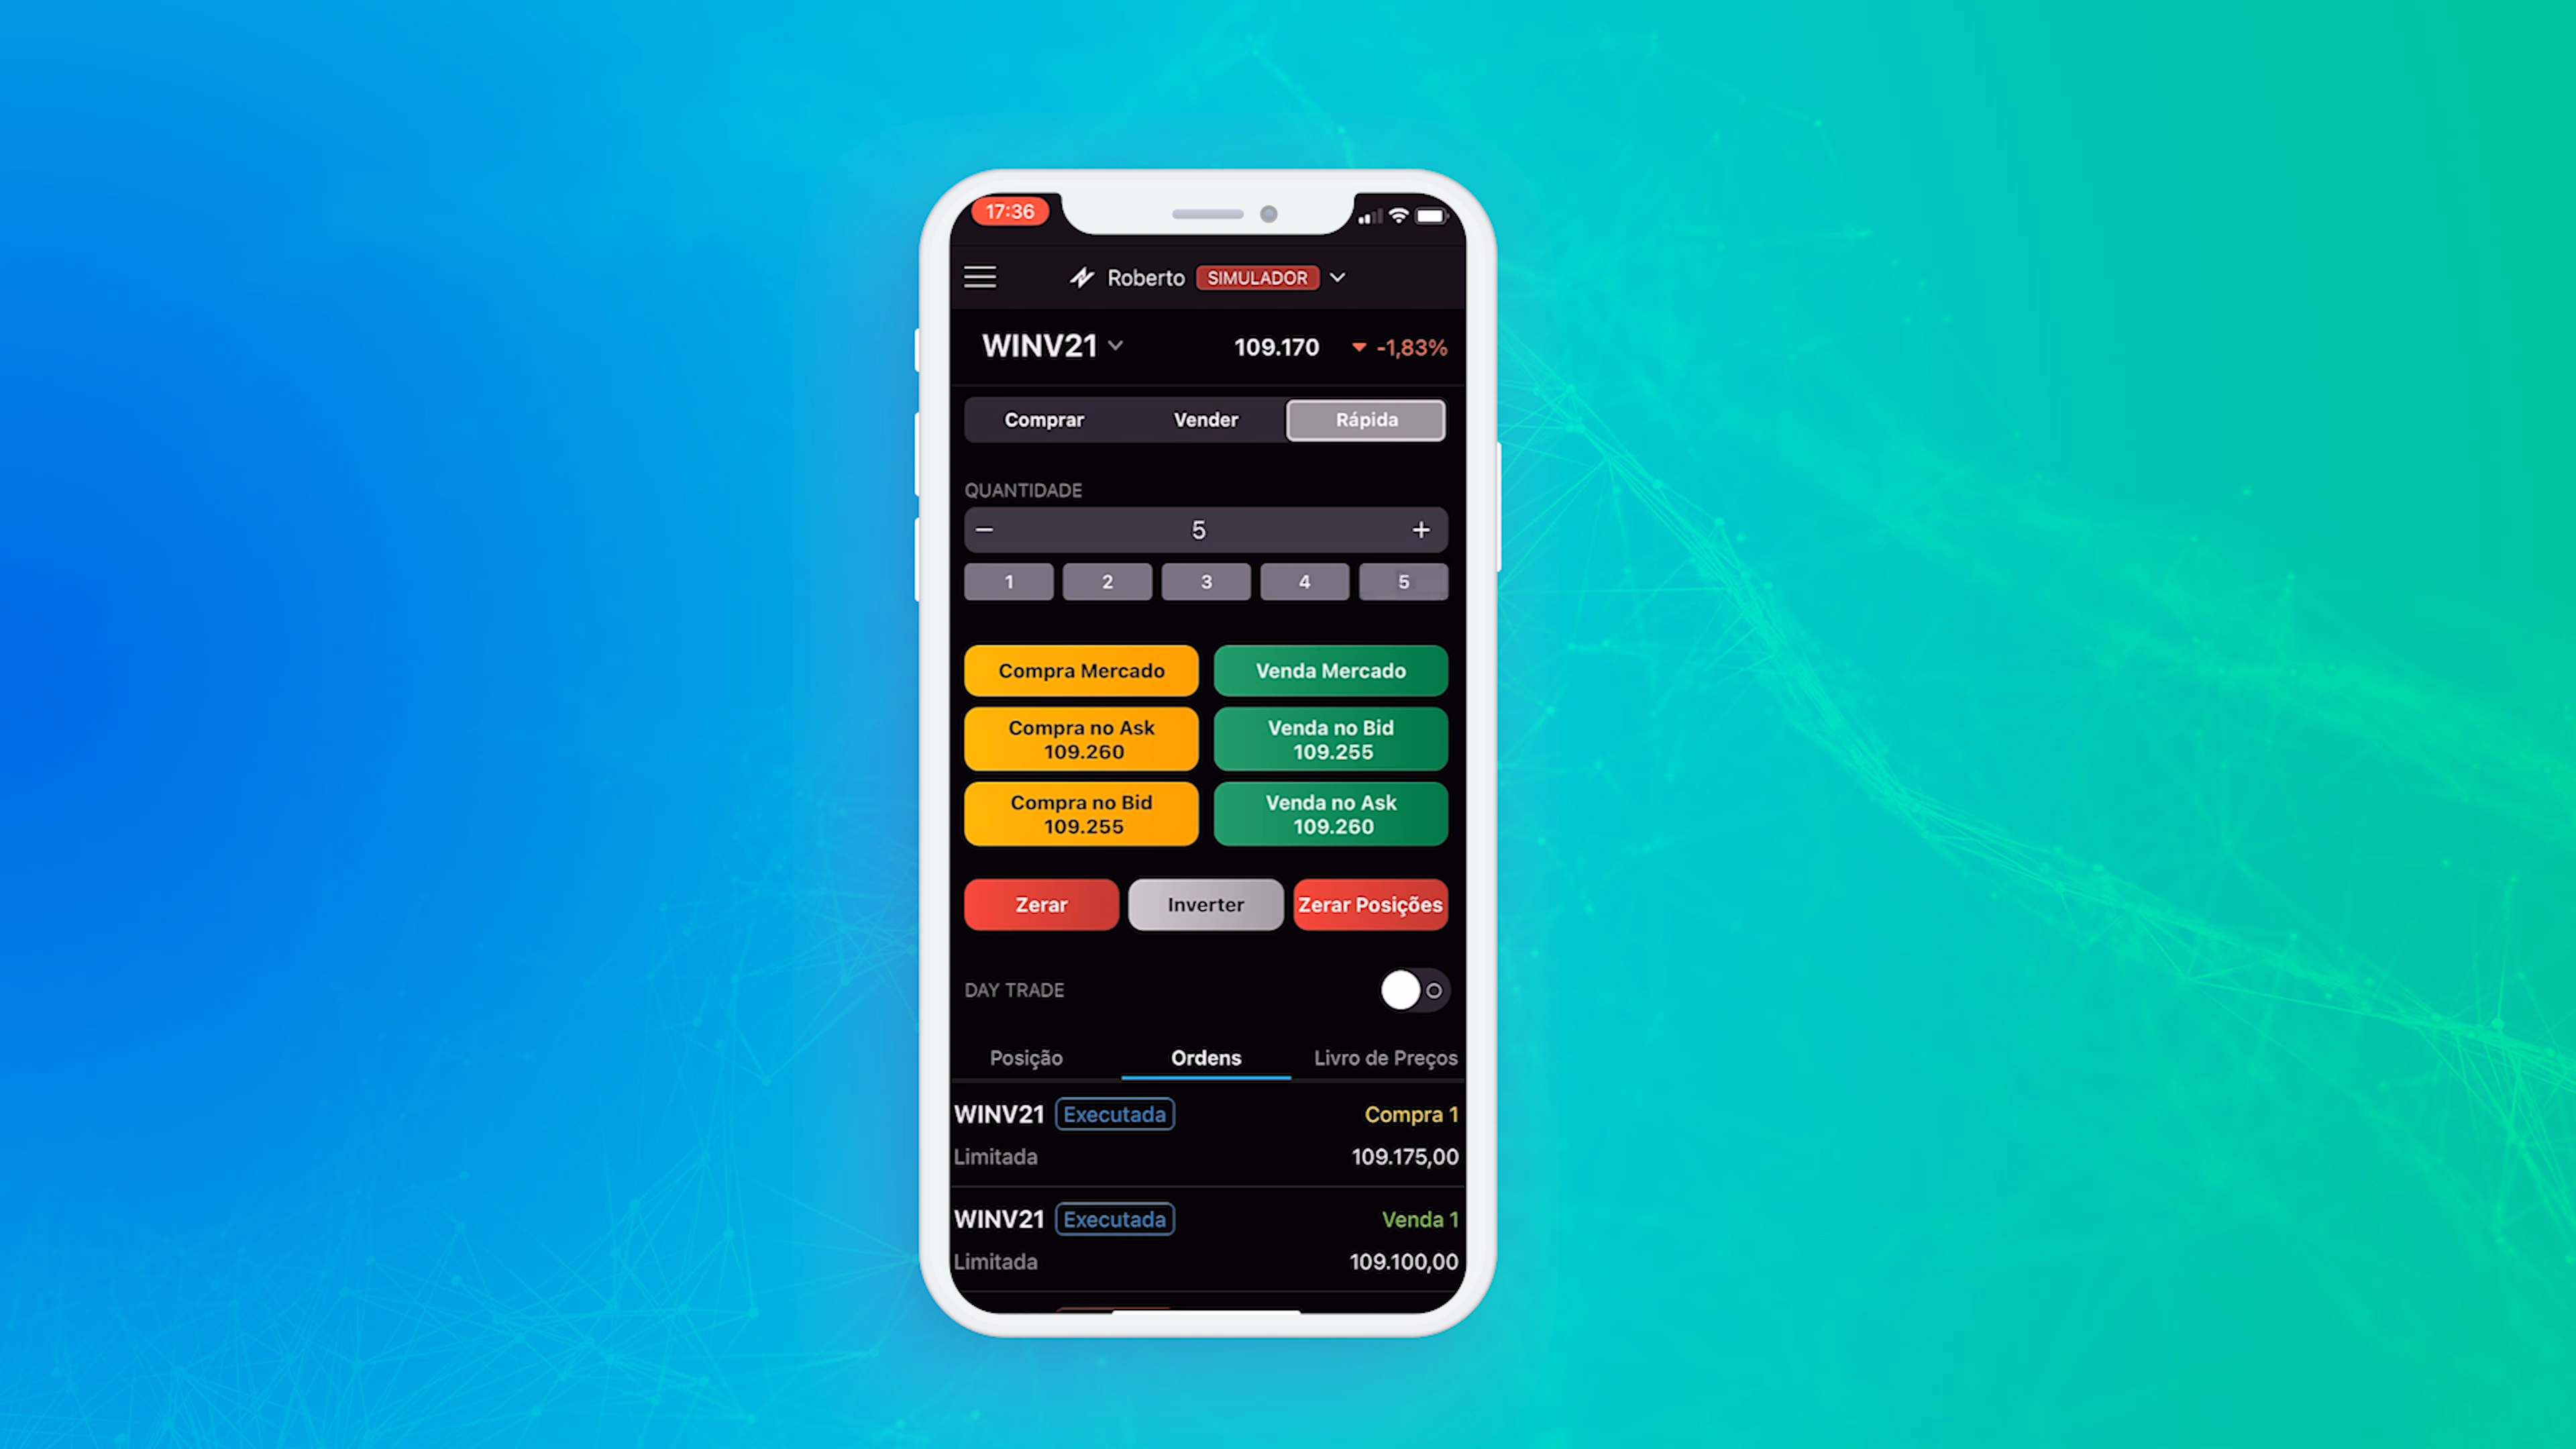 17:36
Roberto SIMULADOR
WINV21 109.170 -1,83%
Comprar Vender Rápida
QUANTIDADE
− 5 +
1 2 3 4 5
Compra Mercado Venda Mercado
Compra no Ask Venda no Bid
109.260 109.255
Compra no Bid Venda no Ask
109.255 109.260
Zerar Inverter Zerar Posições
DAY TRADE
Posição Ordens Livro de Preços
WINV21 Executada Compra 1
Limitada 109.175,00
WINV21 Executada Venda 1
Limitada 109.100,00